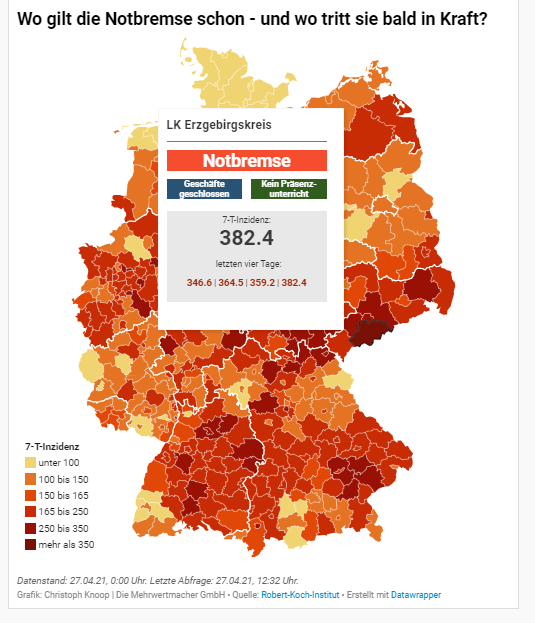 Wo gilt die Notbremse schon - und wo tritt sie bald in Kraft?
LK Erzgebirgskreis
Notbremse
Geschäfte geschlossen
Kein Präsenz-unterricht
7-T-Inzidenz:
382.4
letzten vier Tage:
346.6 | 364.5 | 359.2 | 382.4
7-T-Inzidenz
unter 100
100 bis 150
150 bis 165
165 bis 250
250 bis 350
mehr als 350
Datenstand: 27.04.21, 0:00 Uhr. Letzte Abfrage: 27.04.21, 12:32 Uhr.
Grafik: Christoph Knoop | Die Mehrwertmacher GmbH • Quelle: Robert-Koch-Institut • Erstellt mit Datawrapper